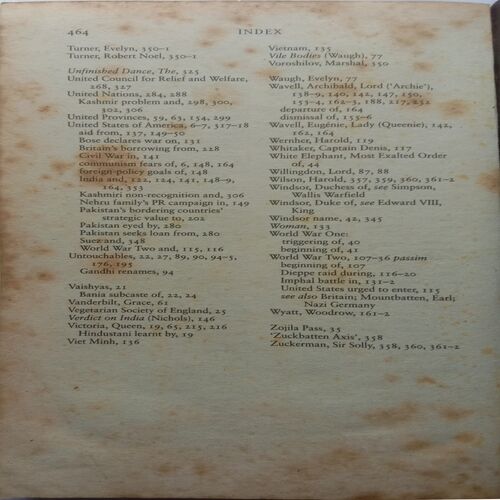 464
INDEX
Turner, Evelyn, 350–1
Turner, Robert Noel, 350–1
Unfinished Dance, The, 325
United Council for Relief and Welfare,
268, 327
United Nations, 284, 288
Kashmir problem and, 298, 300,
302, 306
United Provinces, 59, 63, 154, 299
United States of America, 6–7, 317–18
aid from, 137, 149–50
Bose declares war on, 131
Britain's borrowing from, 228
Civil War in, 141
communism fears of, 6, 148, 164
foreign-policy goals of, 148
India and, 122, 124, 141, 148–9,
164, 353
Kashmiri non-recognition and, 306
Nehru family's PR campaign in, 149
Pakistan's bordering countries'
strategic value to, 202
Pakistan eyed by, 280
Pakistan seeks loan from, 280
Suez and, 348
World War Two and, 115, 116
Untouchables, 22, 27, 89, 90, 94–5,
176, 195
Gandhi renames, 94
Vaishyas, 21
Bania subcaste of, 22, 24
Vanderbilt, Grace, 61
Vegetarian Society of England, 25
Verdict on India (Nichols), 146
Victoria, Queen, 19, 65, 215, 216
Hindustani learnt by, 19
Viet Minh, 136
Vietnam, 135
Vile Bodies (Waugh), 77
Voroshilov, Marshal, 350
Waugh, Evelyn, 77
Wavell, Archibald, Lord ('Archie'),
138–9, 140, 142, 147, 150,
153–4, 162–3, 188, 217, 232
departure of, 164
dismissal of, 155–6
Wavell, Eugénie, Lady (Queenie), 142,
162, 164
Wernher, Harold, 119
Whitaker, Captain Denis, 117
White Elephant, Most Exalted Order
of, 44
Willingdon, Lord, 87, 88
Wilson, Harold, 357, 359, 360, 361–2
Windsor, Duchess of, see Simpson,
Wallis Warfield
Windsor, Duke of, see Edward VIII,
King
Windsor name, 42, 345
Woman, 133
World War One:
triggering of, 40
beginning of, 41
World War Two, 107–36 passim
beginning of, 107
Dieppe raid during, 116–20
Imphal battle in, 131–2
United States urged to enter, 115
see also Britain; Mountbatten, Earl;
Nazi Germany
Wyatt, Woodrow, 161–2
Zojila Pass, 35
'Zuckbatten Axis', 358
Zuckerman, Sir Solly, 358, 360, 361–2